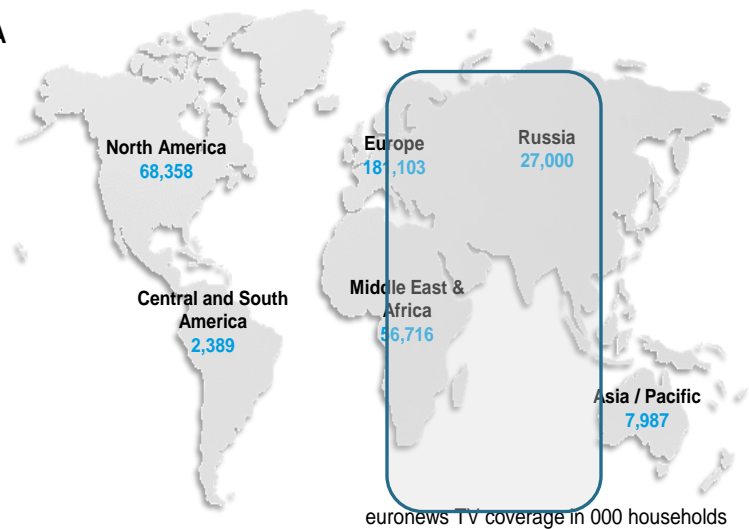 A
North America
68,358
Europe
181,103
Russia
27,000
Central and South
America
2,389
Middle East &
Africa
56,716
Asia / Pacific
7,987
euronews TV coverage in 000 households